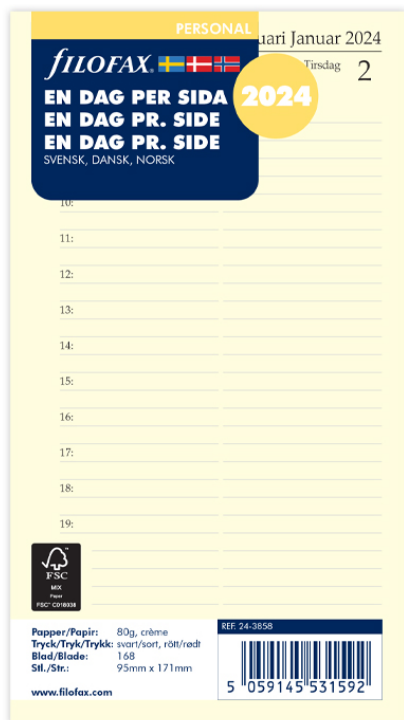 PERSONAL
uari Januar 2024
fILOFAX.
Tirsdag
2
EN DAG PER SIDA
2024
EN DAG PR. SIDE
EN DAG PR. SIDE
SVENSK, DANSK, NORSK
10:
11:
12:
13:
14:
15:
16:
17:
18:
19:
FSC
MIX
Paper
FSC® C018038
Papper/Papir: 80g, crème
Tryck/Tryk/Trykk: svart/sort, rött/rødt
Blad/Blade: 168
Stl./Str.: 95mm x 171mm
www.filofax.com
REF. 24-3858
5 059145 531592